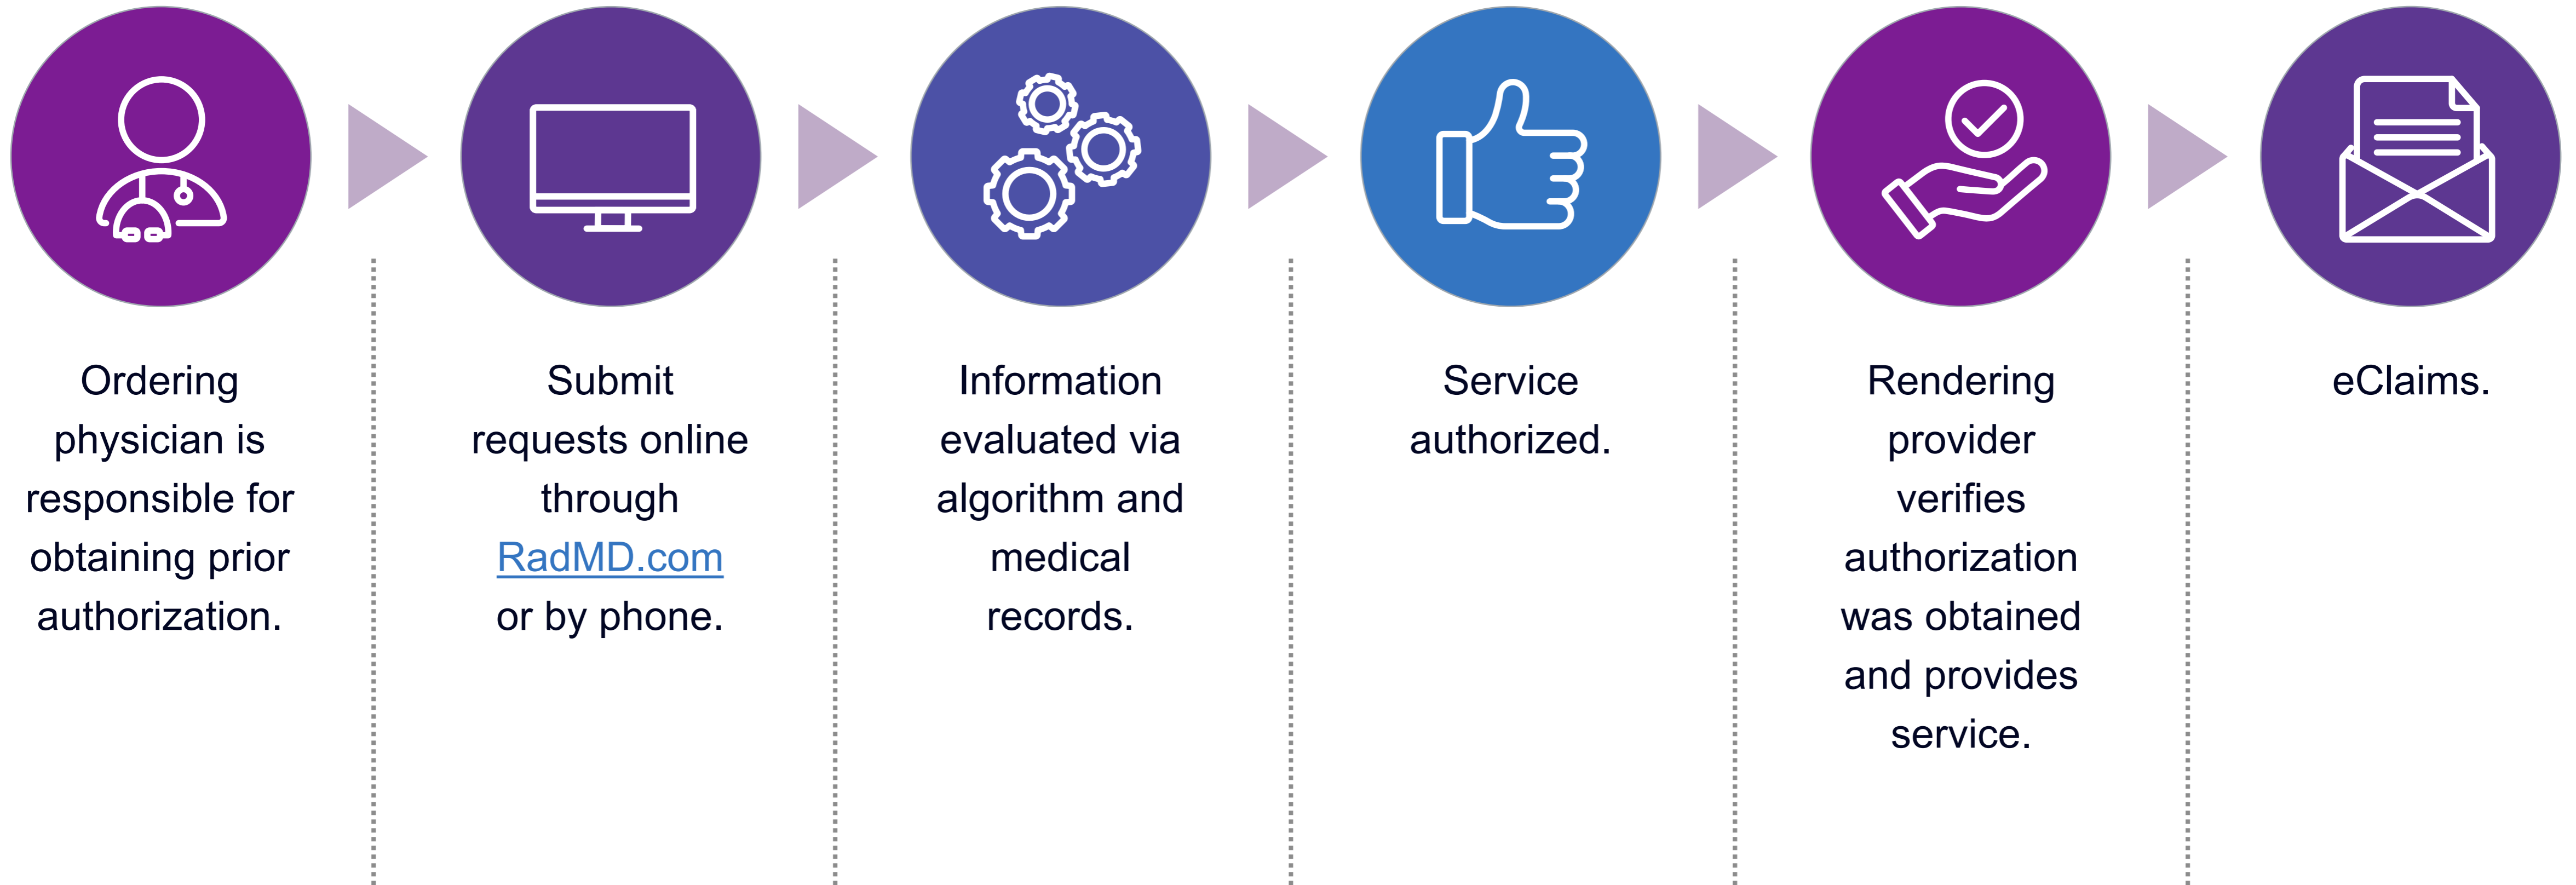 Ordering
physician is
responsible for
obtaining prior
authorization.
Submit
requests online
through
RadMD.com
or by phone.
Information
evaluated via
algorithm and
medical
records.
Service
authorized.
Rendering
provider
verifies
authorization
was obtained
and provides
service.
eClaims.